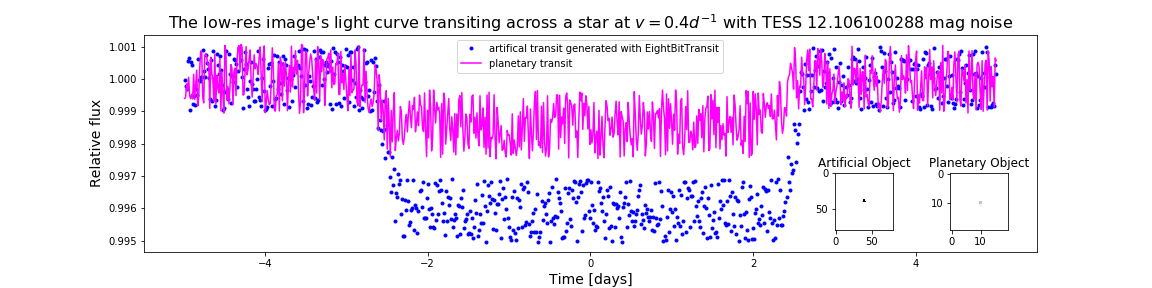 The low-res image's light curve transiting across a star at v = 0.4d⁻¹ with TESS 12.106100288 mag noise
artifical transit generated with EightBitTransit
planetary transit
Relative flux
1.001
1.000
0.999
0.998
0.997
0.996
0.995
Artificial Object
0
50
0 50
Planetary Object
0
10
0 10
−4 −2 0 2 4
Time [days]